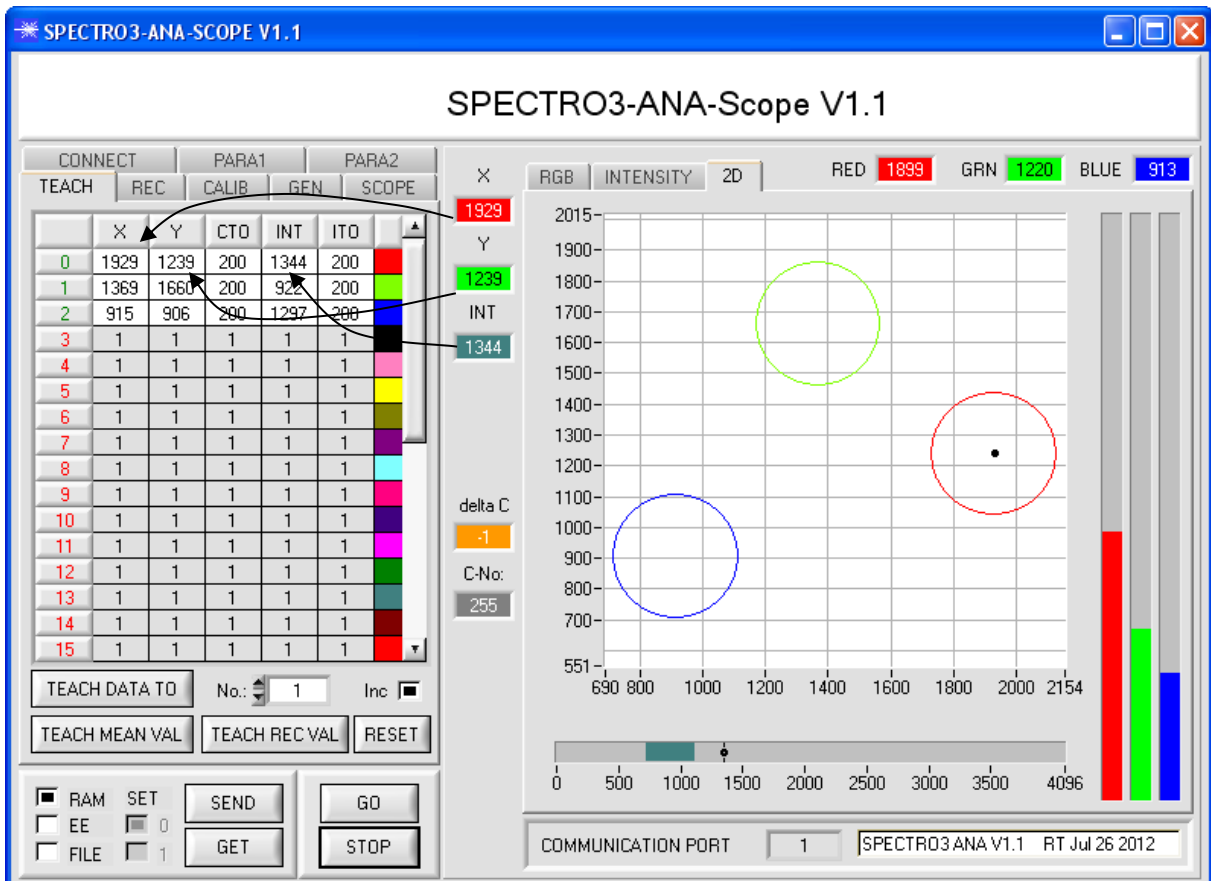 SPECTRO3-ANA-SCOPE V1.1
SPECTRO3-ANA-Scope V1.1
CONNECT PARA1 PARA2
TEACH REC CALIB GEN SCOPE
X Y CTO INT ITO
0 1929 1239 200 1344 200
1 1369 1660 200 922 200
2 915 906 200 1297 200
3 1 1 1 1 1
4 1 1 1 1 1
5 1 1 1 1 1
6 1 1 1 1 1
7 1 1 1 1 1
8 1 1 1 1 1
9 1 1 1 1 1
10 1 1 1 1 1
11 1 1 1 1 1
12 1 1 1 1 1
13 1 1 1 1 1
14 1 1 1 1 1
15 1 1 1 1 1
TEACH DATA TO No.: 1 Inc
TEACH MEAN VAL TEACH REC VAL RESET
RAM SET SEND GO
EE 0
FILE 1 GET STOP
X
1929
Y
1239
INT
1344
delta C
-1
C-No:
255
RGB INTENSITY 2D RED 1899 GRN 1220 BLUE 913
2015
1900
1800
1700
1600
1500
1400
1300
1200
1100
1000
900
800
700
551
690 800 1000 1200 1400 1600 1800 2000 2154
0 500 1000 1500 2000 2500 3000 3500 4096
COMMUNICATION PORT 1 SPECTRO3 ANA V1.1 RT Jul 26 2012